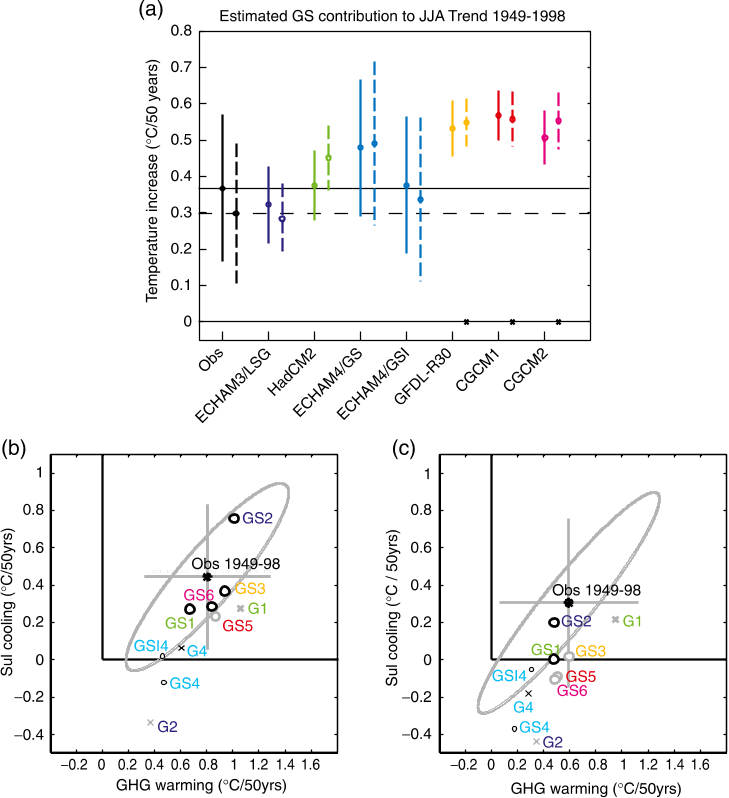 (a)
Estimated GS contribution to JJA Trend 1949-1998
Temperature increase (°C/50 years)
0.8
0.7
0.6
0.5
0.4
0.3
0.2
0.1
0
Obs
ECHAM3/LSG
HadCM2
ECHAM4/GS
ECHAM4/GSI
GFDL-R30
CGCM1
CGCM2
(b)
Sul cooling (°C/50yrs)
1
0.8
0.6
0.4
0.2
0
−0.2
−0.4
GS2
Obs 1949-98
GS3
GS6
G1
GS1
GS5
GSI4
G4
GS4
G2
−0.2 0 0.2 0.4 0.6 0.8 1 1.2 1.4 1.6
GHG warming (°C/50yrs)
(c)
Sul cooling (°C / 50yrs)
1
0.8
0.6
0.4
0.2
0
−0.2
−0.4
Obs 1949-98
GS2
G1
GS1
GS3
GSI4
GS5
GS6
G4
GS4
G2
−0.2 0 0.2 0.4 0.6 0.8 1 1.2 1.4 1.6
GHG warming (°C/50yrs)